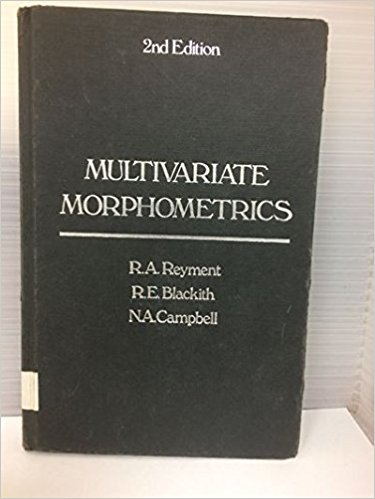 2nd Edition
MULTIVARIATE
MORPHOMETRICS
R.A. Reyment
R.E. Blackith
N.A. Campbell